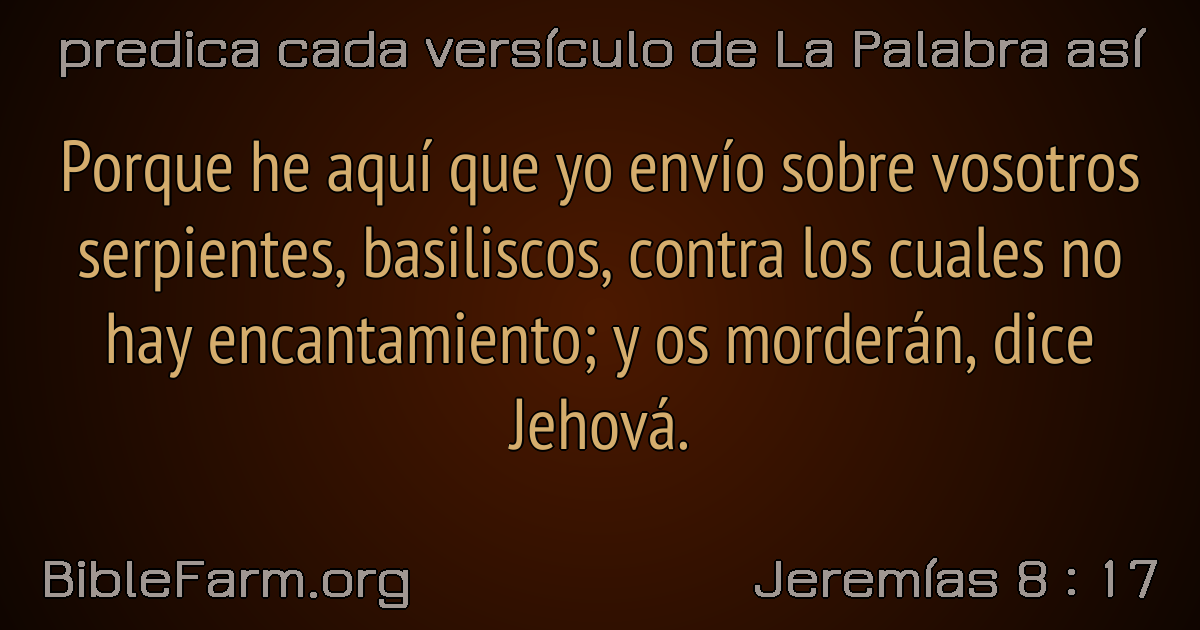 predica cada versículo de La Palabra así
Porque he aquí que yo envío sobre vosotros
serpientes, basiliscos, contra los cuales no
hay encantamiento; y os morderán, dice
Jehová.
BibleFarm.org
Jeremías 8 : 17